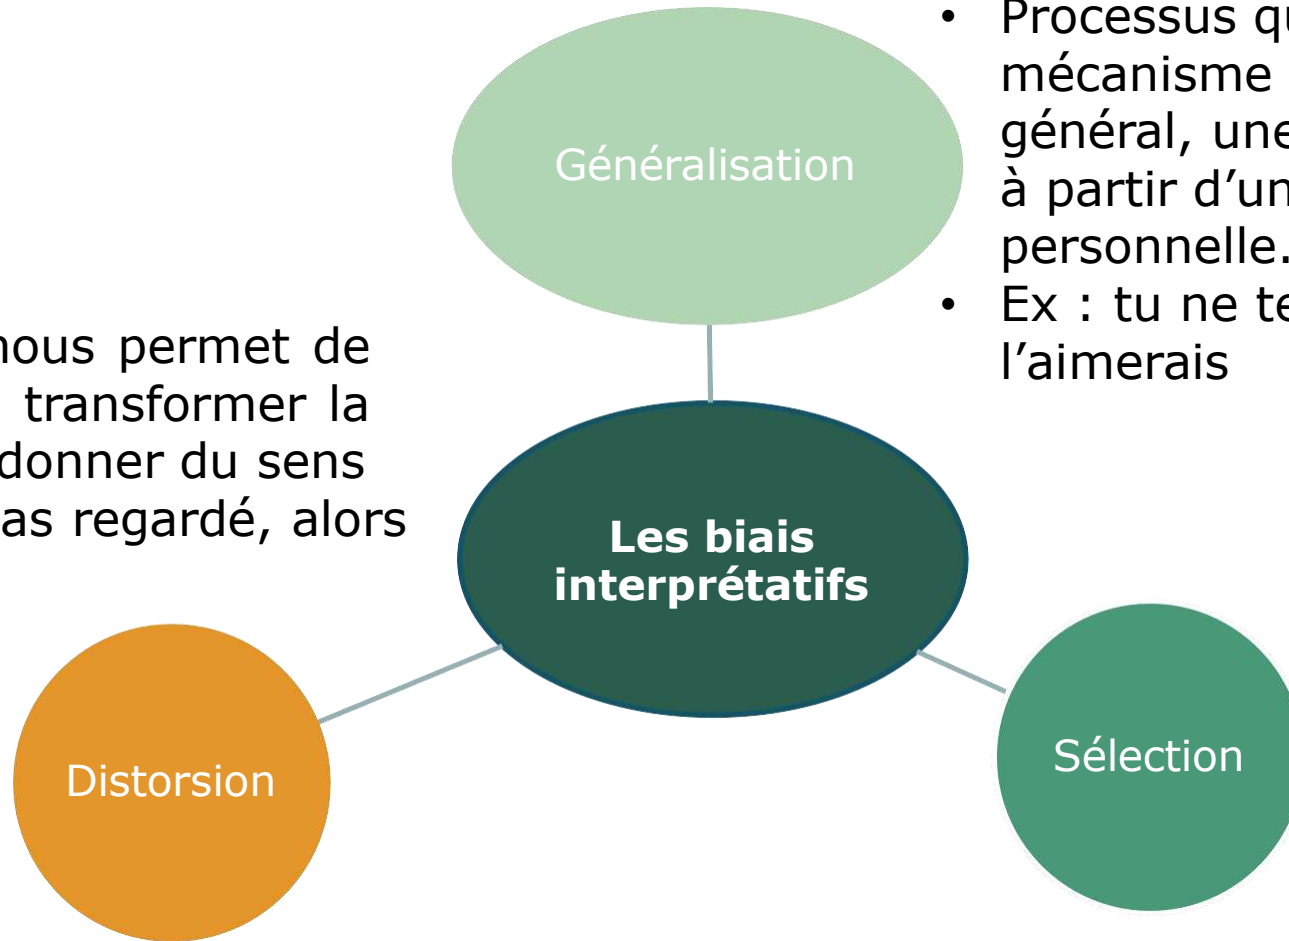 • Processus
mécanisme
général, une
à partir d’un
personnelle.
• Ex : tu ne te
l’aimerais
Généralisation
nous permet de
transformer la
donner du sens
as regardé, alors
Les biais
interprétatifs
Distorsion
Sélection